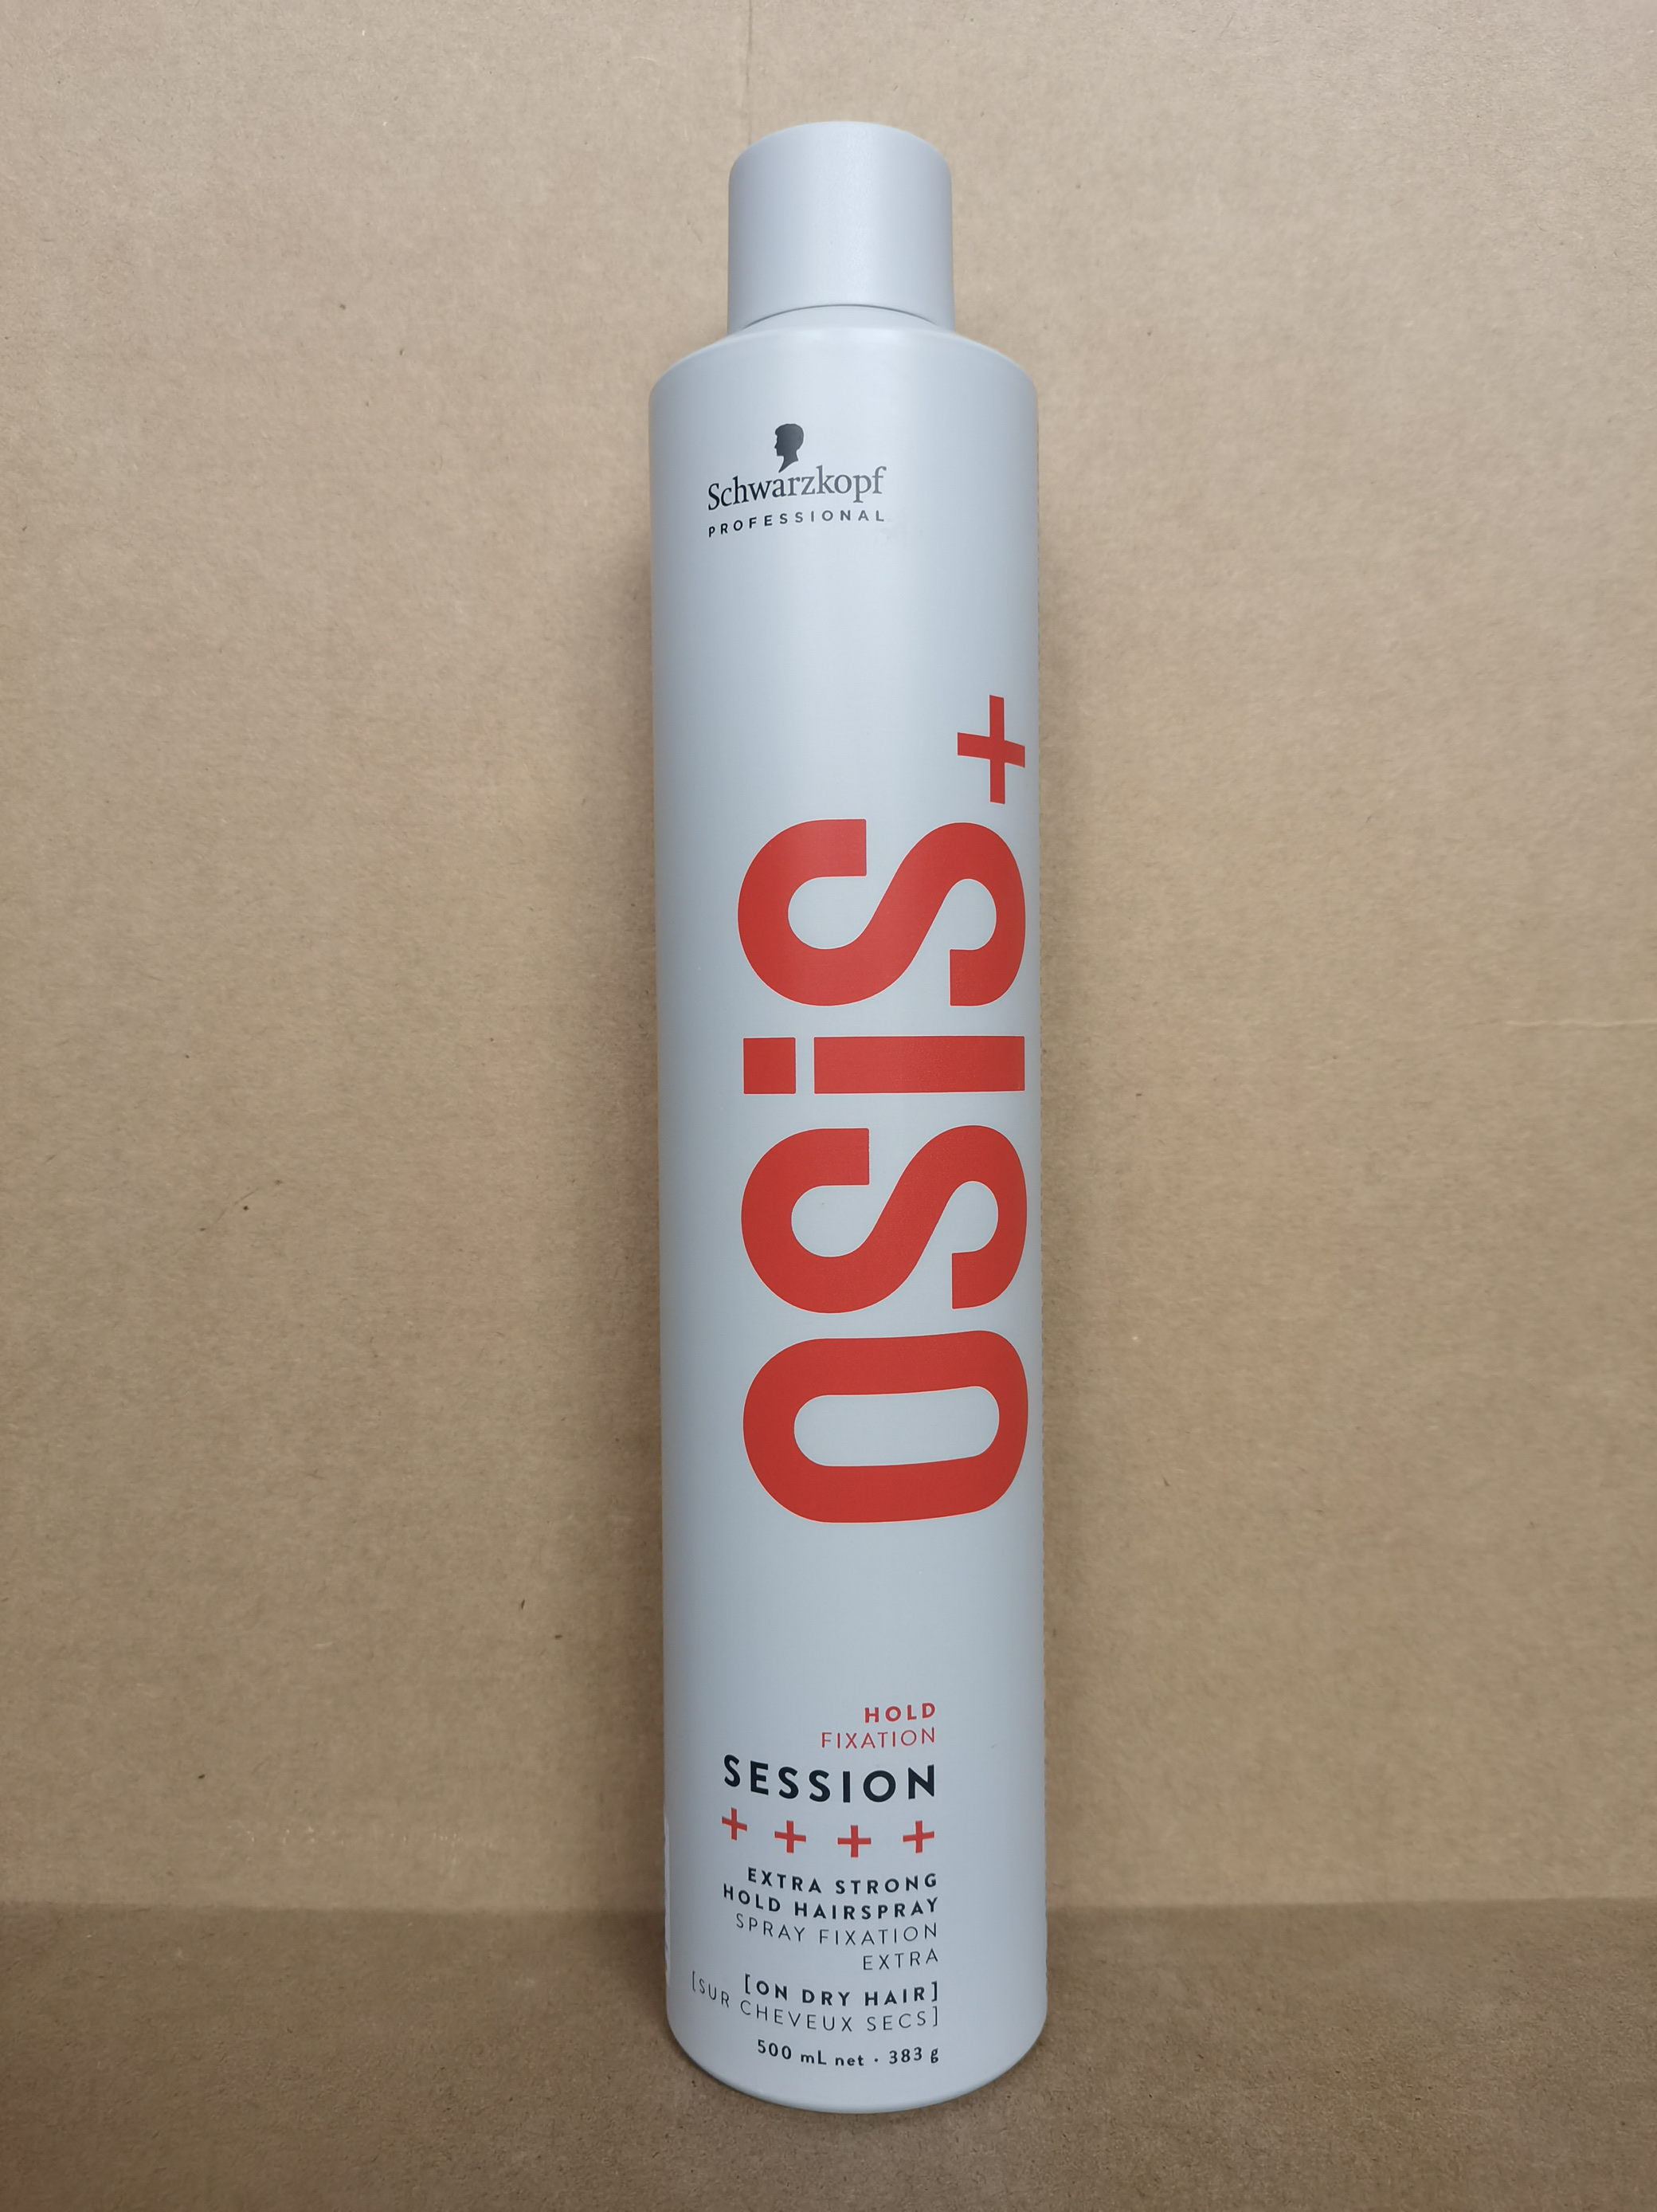 Schwarzkopf
PROFESSIONAL
OSiS+
HOLD
FIXATION
SESSION
++++
EXTRA STRONG
HOLD HAIRSPRAY
SPRAY FIXATION
EXTRA
[ON DRY HAIR]
[SUR CHEVEUX SECS]
500 mL net · 383 g